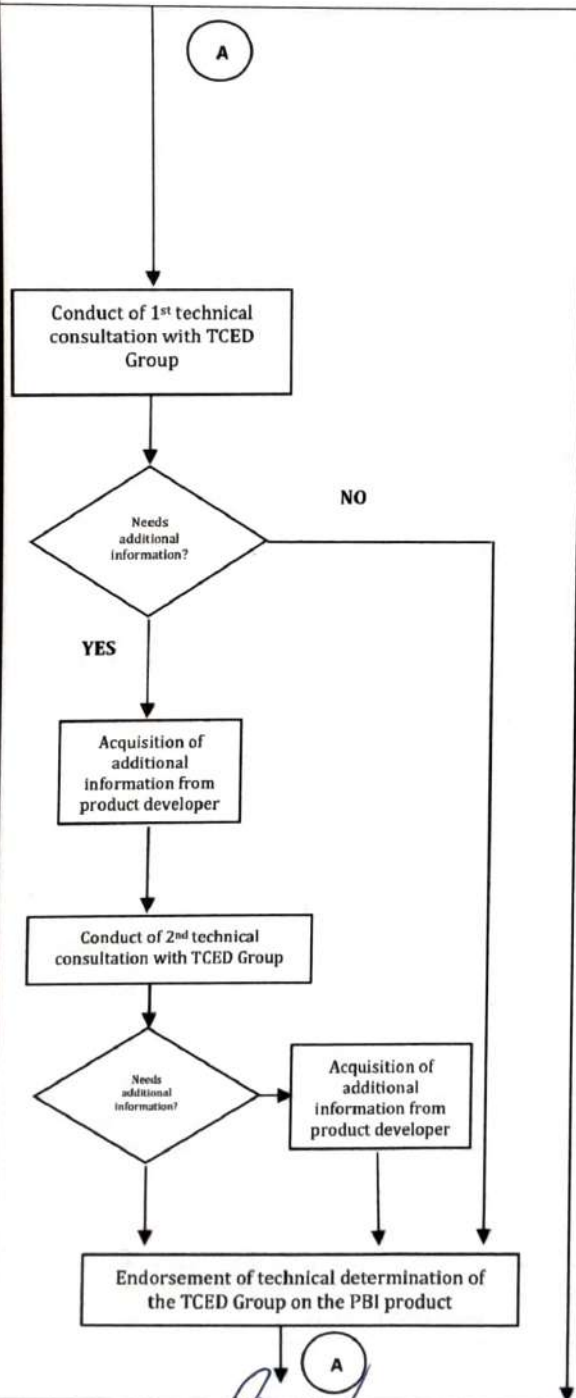 A
Conduct of 1st technical
consultation with TCED
Group
Needs
additional
information?
NO
YES
Acquisition of
additional
information from
product developer
Conduct of 2nd technical
consultation with TCED Group
Needs
additional
information?
Acquisition of
additional
information from
product developer
Endorsement of technical determination of
the TCED Group on the PBI product
A